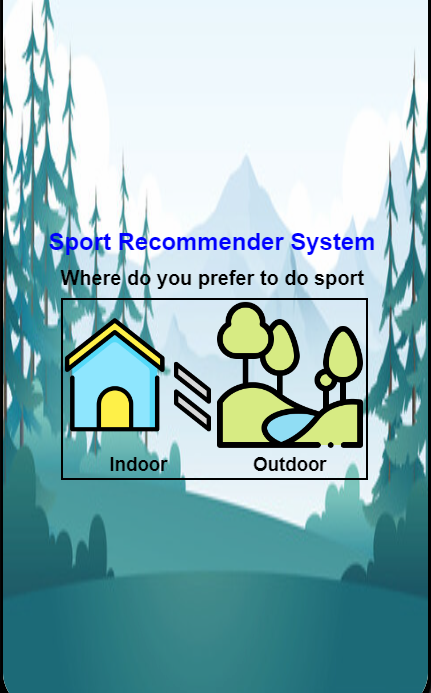 Sport Recommender System
Where do you prefer to do sport
Indoor Outdoor